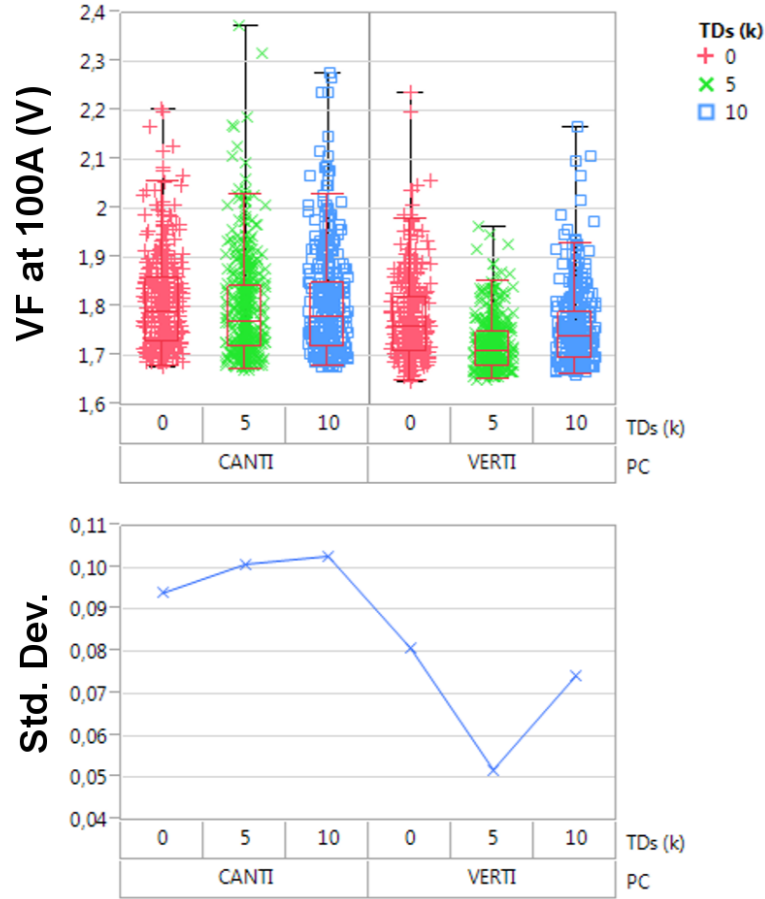 VF at 100A (V)
2,4
2,3
2,2
2,1
2
1,9
1,8
1,7
1,6
0 5 10 0 5 10 TDs (k)
CANTI VERTI PC
TDs (k)
0
5
10
Std. Dev.
0,11
0,10
0,09
0,08
0,07
0,06
0,05
0,04
0 5 10 0 5 10 TDs (k)
CANTI VERTI PC